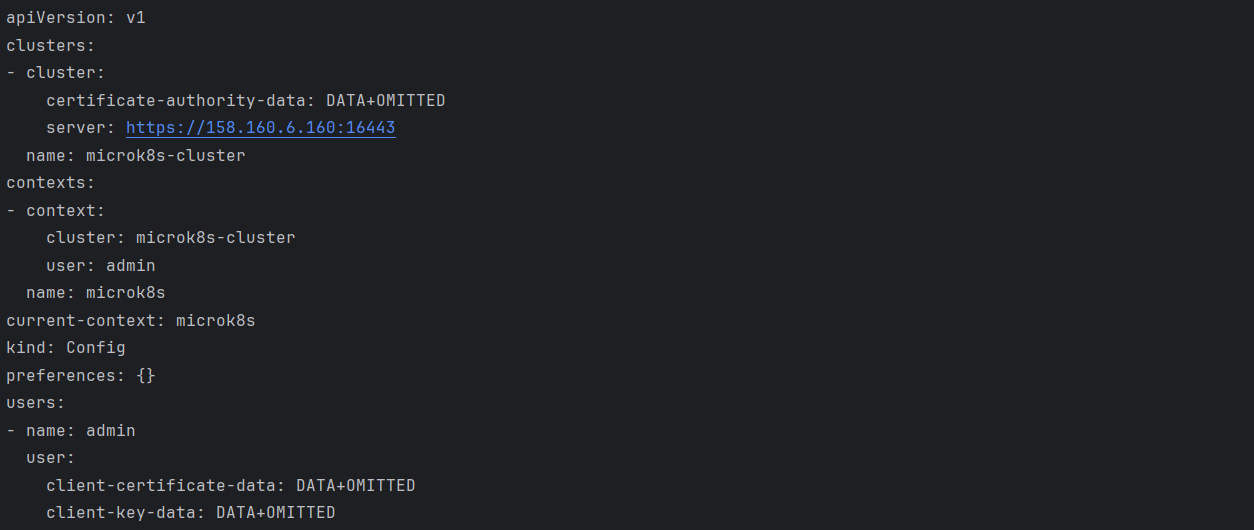 apiVersion: v1
clusters:
- cluster:
    certificate-authority-data: DATA+OMITTED
    server: https://158.160.6.160:16443
  name: microk8s-cluster
contexts:
- context:
    cluster: microk8s-cluster
    user: admin
  name: microk8s
current-context: microk8s
kind: Config
preferences: {}
users:
- name: admin
  user:
    client-certificate-data: DATA+OMITTED
    client-key-data: DATA+OMITTED